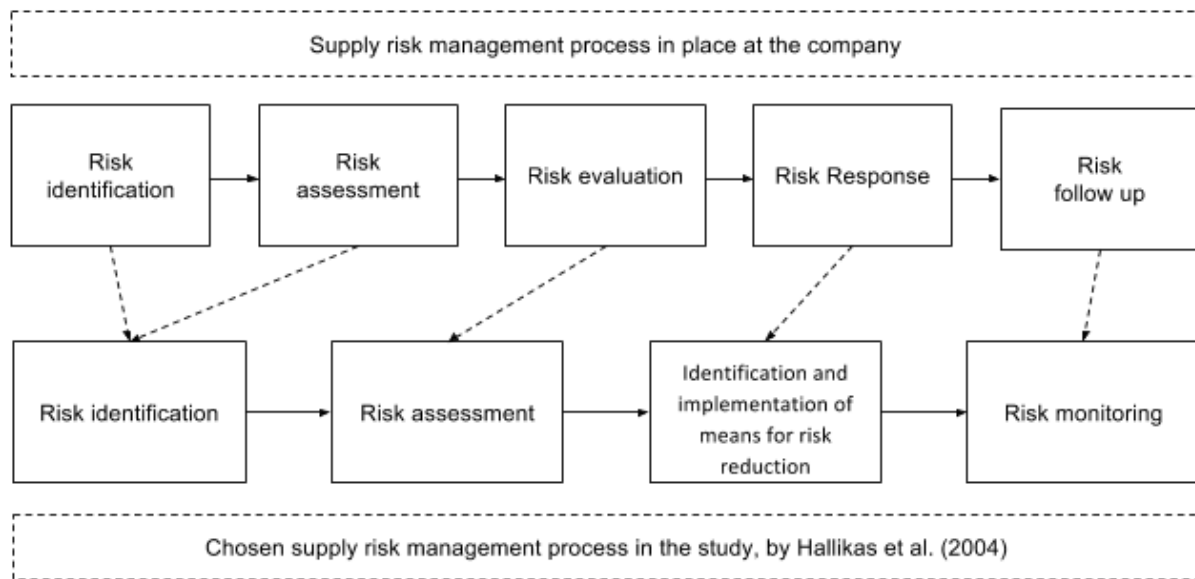 Supply risk management process in place at the company
Risk
identification
Risk
assessment
Risk evaluation
Risk Response
Risk
follow up
Risk identification
Risk assessment
Identification and
implementation of
means for risk
reduction
Risk monitoring
Chosen supply risk management process in the study, by Hallikas et al. (2004)